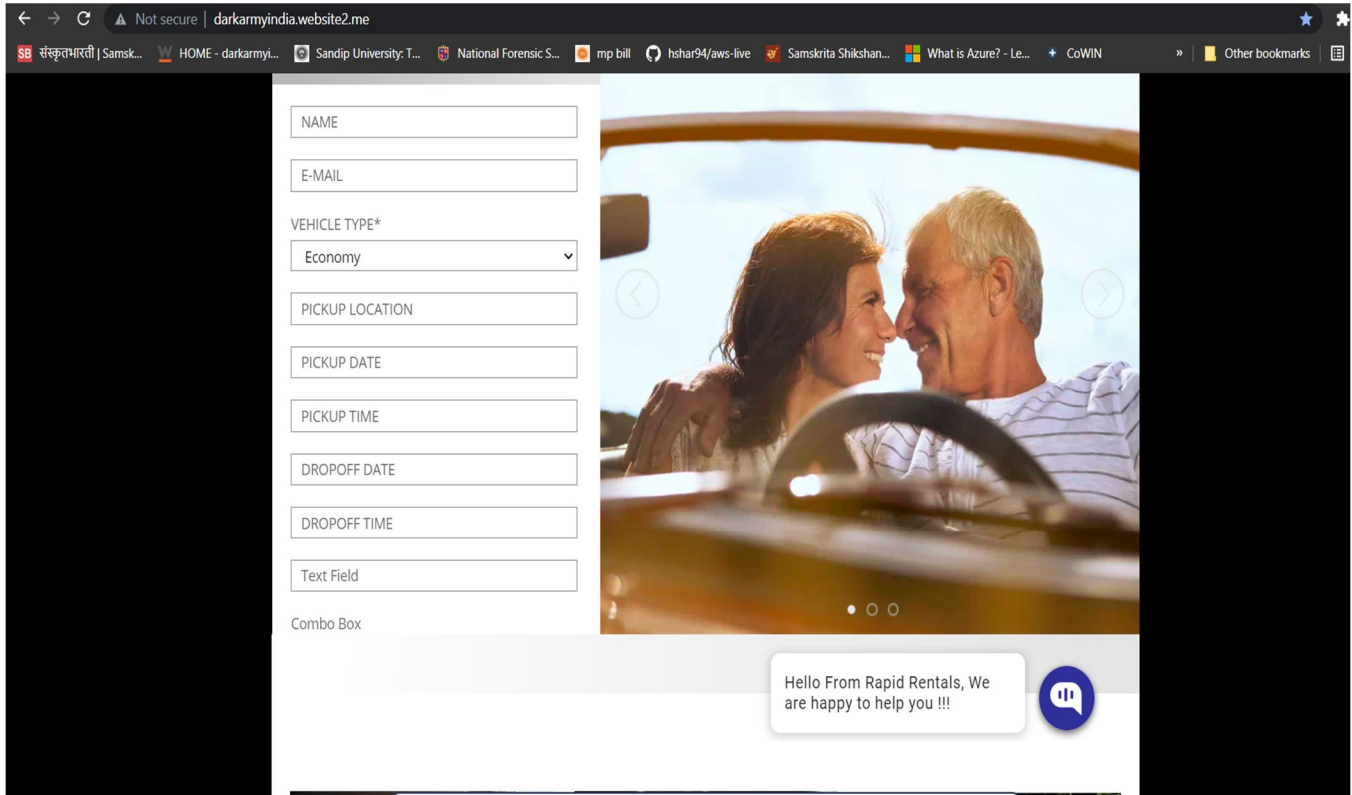 Not secure | darkarmyindia.website2.me
SB संस्कृतभारती | Samsk... W HOME - darkarmyi... Sandip University: T... National Forensic S... mp bill hshar94/aws-live Samskrita Shikshan... What is Azure? - Le... CoWIN » Other bookmarks
NAME
E-MAIL
VEHICLE TYPE*
Economy
PICKUP LOCATION
PICKUP DATE
PICKUP TIME
DROPOFF DATE
DROPOFF TIME
Text Field
Combo Box
Hello From Rapid Rentals, We
are happy to help you !!!